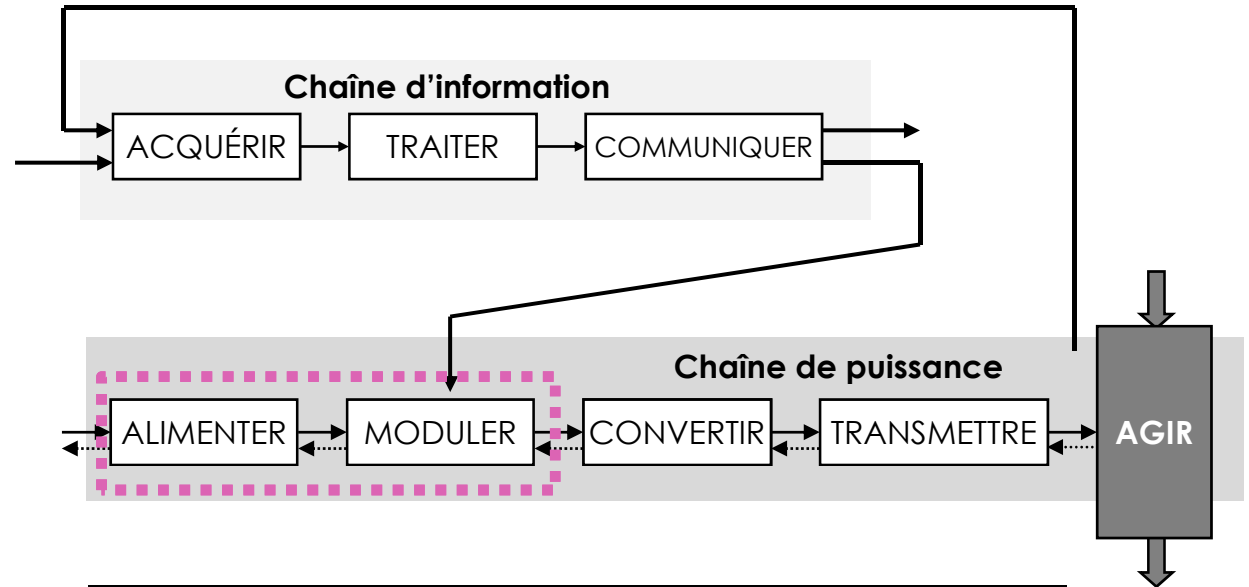 Chaîne d’information
ACQUÉRIR
TRAITER
COMMUNIQUER
Chaîne de puissance
ALIMENTER
MODULER
CONVERTIR
TRANSMETTRE
AGIR